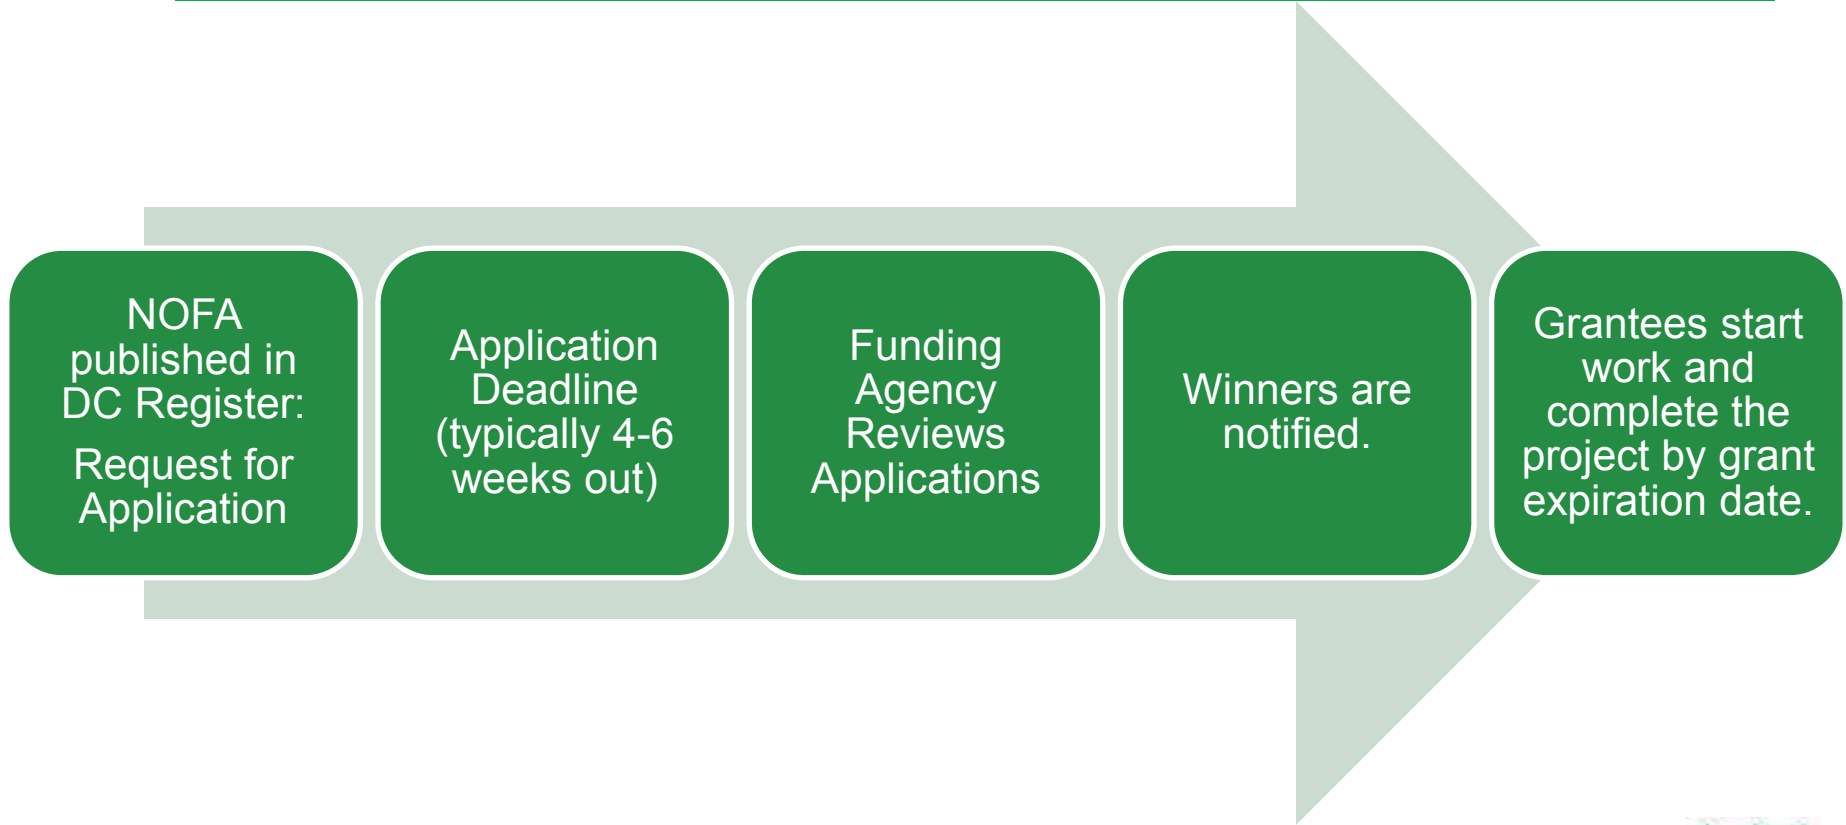 NOFA
published in
DC Register:
Request for
Application
Application
Deadline
(typically 4-6
weeks out)
Funding
Agency
Reviews
Applications
Winners are
notified.
Grantees start
work and
complete the
project by grant
expiration date.